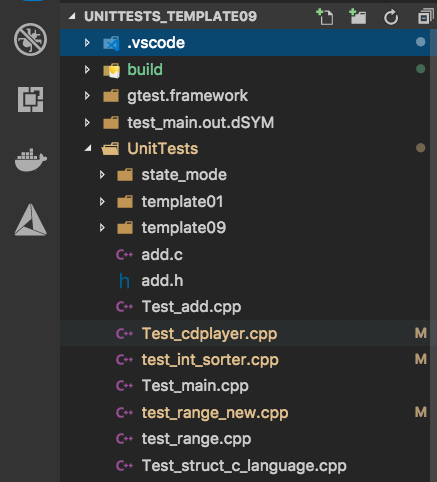 UNITTESTS_TEMPLATE09
.vscode
build
gtest.framework
test_main.out.dSYM
UnitTests
state_mode
template01
template09
C++ add.c
h add.h
C++ Test_add.cpp
C++ Test_cdplayer.cpp M
C++ test_int_sorter.cpp M
C++ Test_main.cpp
C++ test_range_new.cpp M
C++ test_range.cpp
C++ Test_struct_c_language.cpp